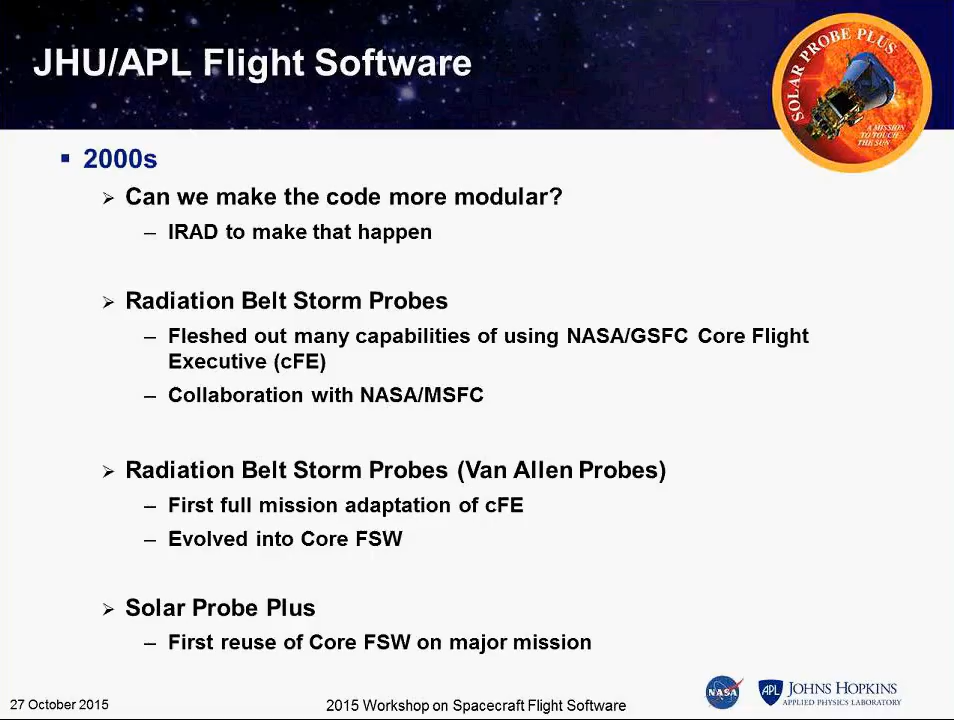 JHU/APL Flight Software
SOLAR PROBE PLUS
A MISSION
TO TOUCH
THE SUN
▪ 2000s
➢ Can we make the code more modular?
– IRAD to make that happen
➢ Radiation Belt Storm Probes
– Fleshed out many capabilities of using NASA/GSFC Core Flight
Executive (cFE)
– Collaboration with NASA/MSFC
➢ Radiation Belt Storm Probes (Van Allen Probes)
– First full mission adaptation of cFE
– Evolved into Core FSW
➢ Solar Probe Plus
– First reuse of Core FSW on major mission
27 October 2015
2015 Workshop on Spacecraft Flight Software
NASA
APL
JOHNS HOPKINS
APPLIED PHYSICS LABORATORY